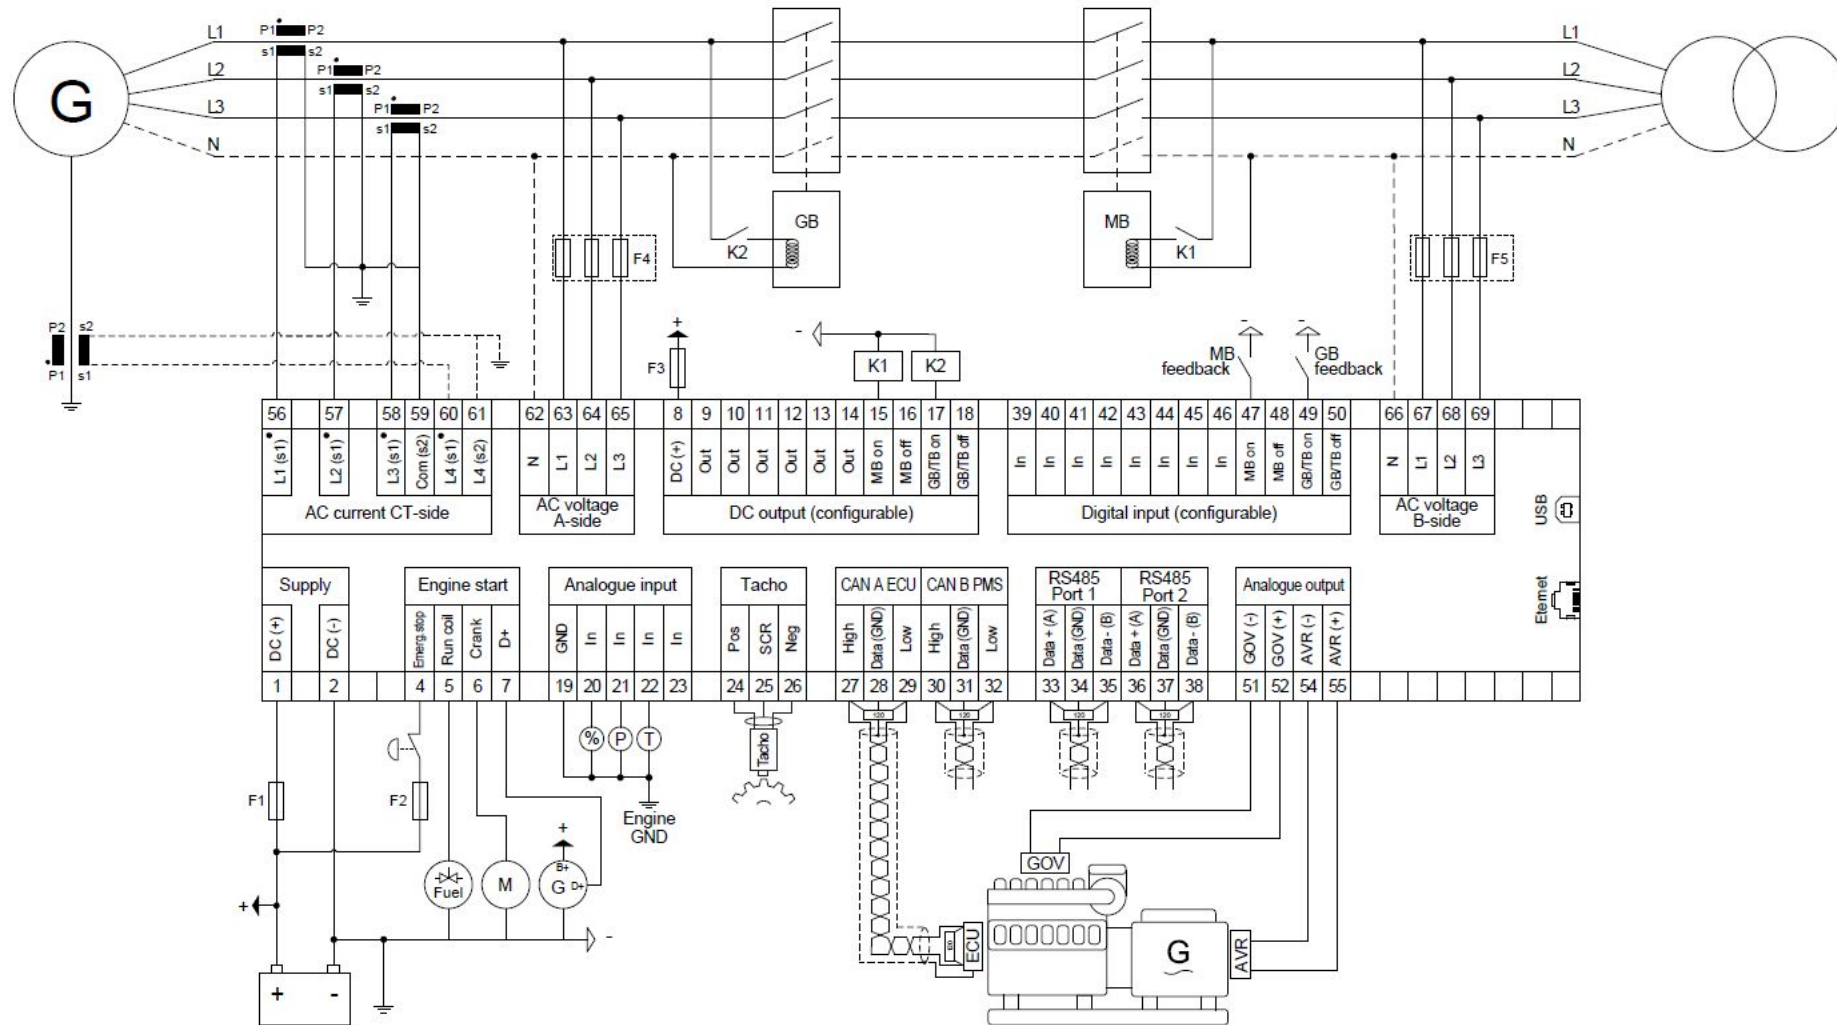 L1 P1 P2 L1
s1 s2
L2 P1 P2 L2
s1 s2
G
L3 P1 P2 L3
s1 s2
N N
GB MB
K2 K1
F4 F5
P2 s2
P1 s1
+
F3
-
K1 K2
- -
MB feedback
GB feedback
56 57 58 59 60 61 62 63 64 65 8 9 10 11 12 13 14 15 16 17 18 39 40 41 42 43 44 45 46 47 48 49 50 66 67 68 69
L1 (s1)
L2 (s1)
L3 (s1)
Com (s2)
L4 (s1)
L4 (s2)
N
L1
L2
L3
DC (+)
Out
Out
Out
Out
Out
Out
MB on
MB off
GB/TB on
GB/TB off
In
In
In
In
In
In
In
In
MB on
MB off
GB/TB on
GB/TB off
N
L1
L2
L3
AC current CT-side
AC voltage
A-side
DC output (configurable)
Digital input (configurable)
AC voltage
B-side
USB
Supply
Engine start
Analogue input
Tacho
CAN A ECU
CAN B PMS
RS485
Port 1
RS485
Port 2
Analogue output
Eternet
DC (+)
DC (-)
Emerg.stop
Run coil
Crank
D+
GND
In
In
In
In
Pos
SCR
Neg
High
Data (GND)
Low
High
Data (GND)
Low
Data + (A)
Data (GND)
Data - (B)
Data + (A)
Data (GND)
Data - (B)
GOV (-)
GOV (+)
AVR (-)
AVR (+)
1 2 4 5 6 7 19 20 21 22 23 24 25 26 27 28 29 30 31 32 33 34 35 36 37 38 51 52 54 55
120 120 120 120
% P T
Tacho
F1 F2
Engine
GND
+
B+
G D+
Fuel
M
+
-
GOV
ECU
120
G
AVR
+ -